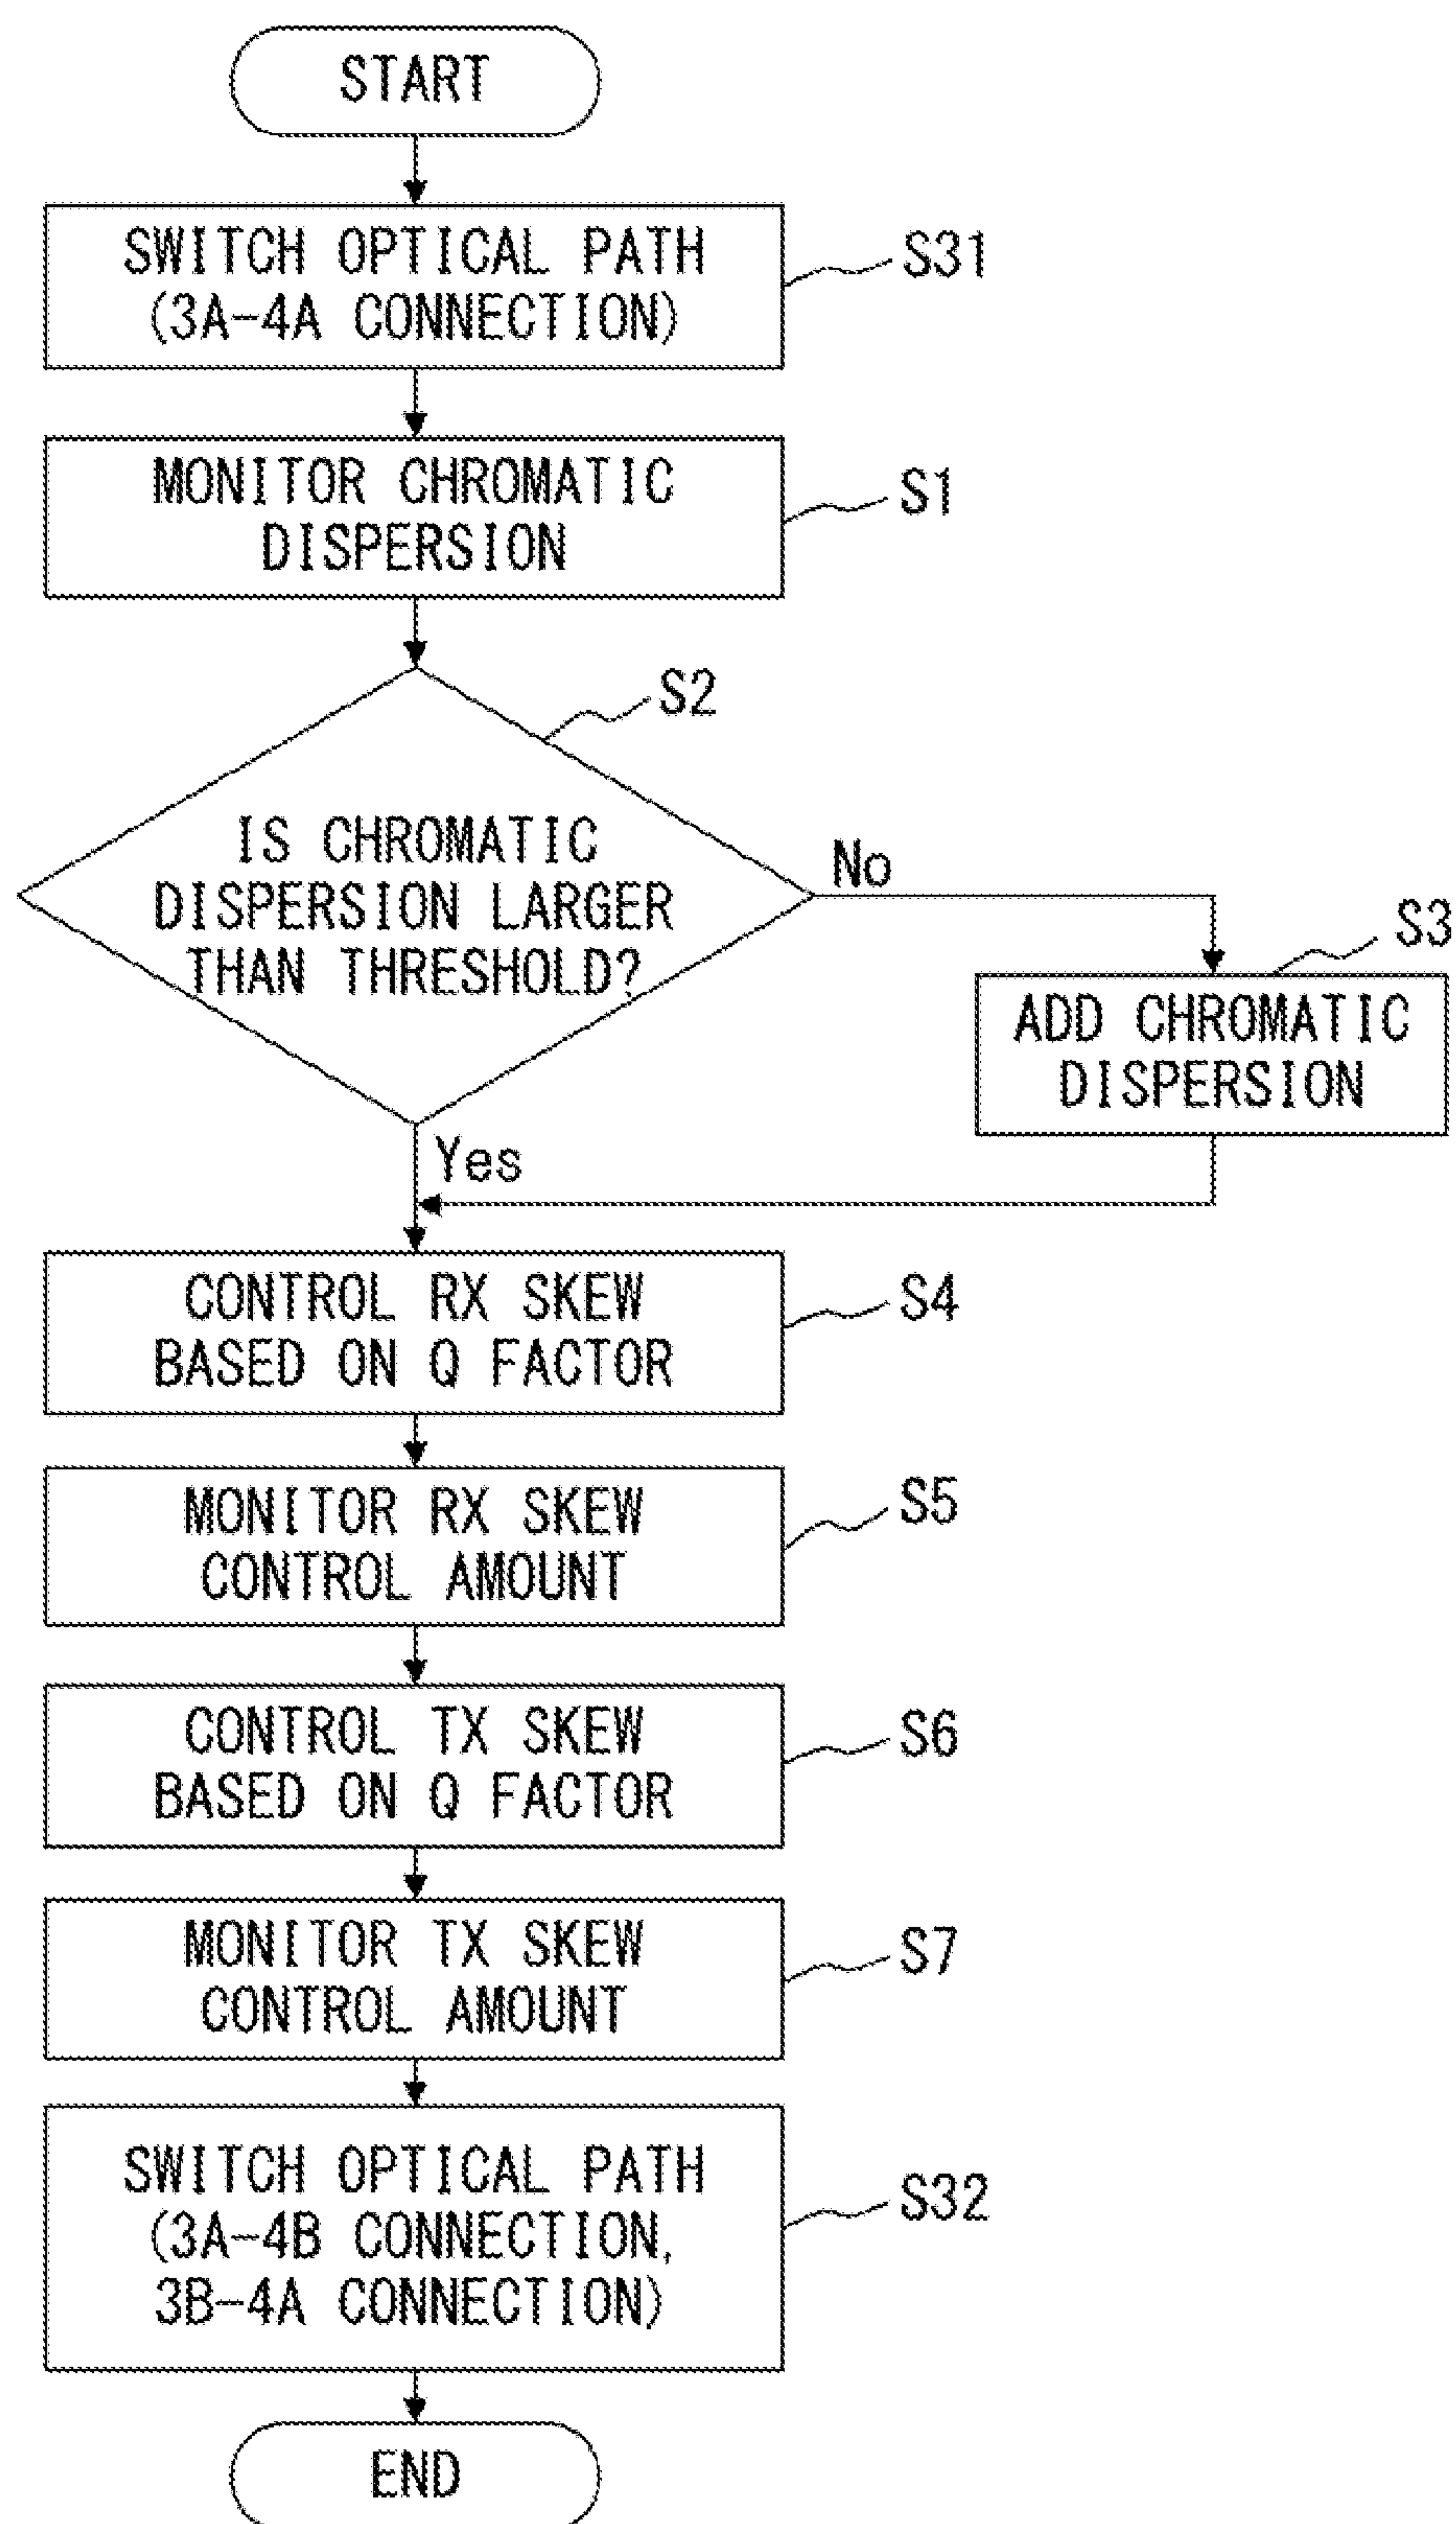 START
SWITCH OPTICAL PATH
(3A-4A CONNECTION)
S31
MONITOR CHROMATIC
DISPERSION
S1
S2
IS CHROMATIC
DISPERSION LARGER
THAN THRESHOLD?
No
S3
ADD CHROMATIC
DISPERSION
Yes
CONTROL RX SKEW
BASED ON Q FACTOR
S4
MONITOR RX SKEW
CONTROL AMOUNT
S5
CONTROL TX SKEW
BASED ON Q FACTOR
S6
MONITOR TX SKEW
CONTROL AMOUNT
S7
SWITCH OPTICAL PATH
(3A-4B CONNECTION,
3B-4A CONNECTION)
S32
END